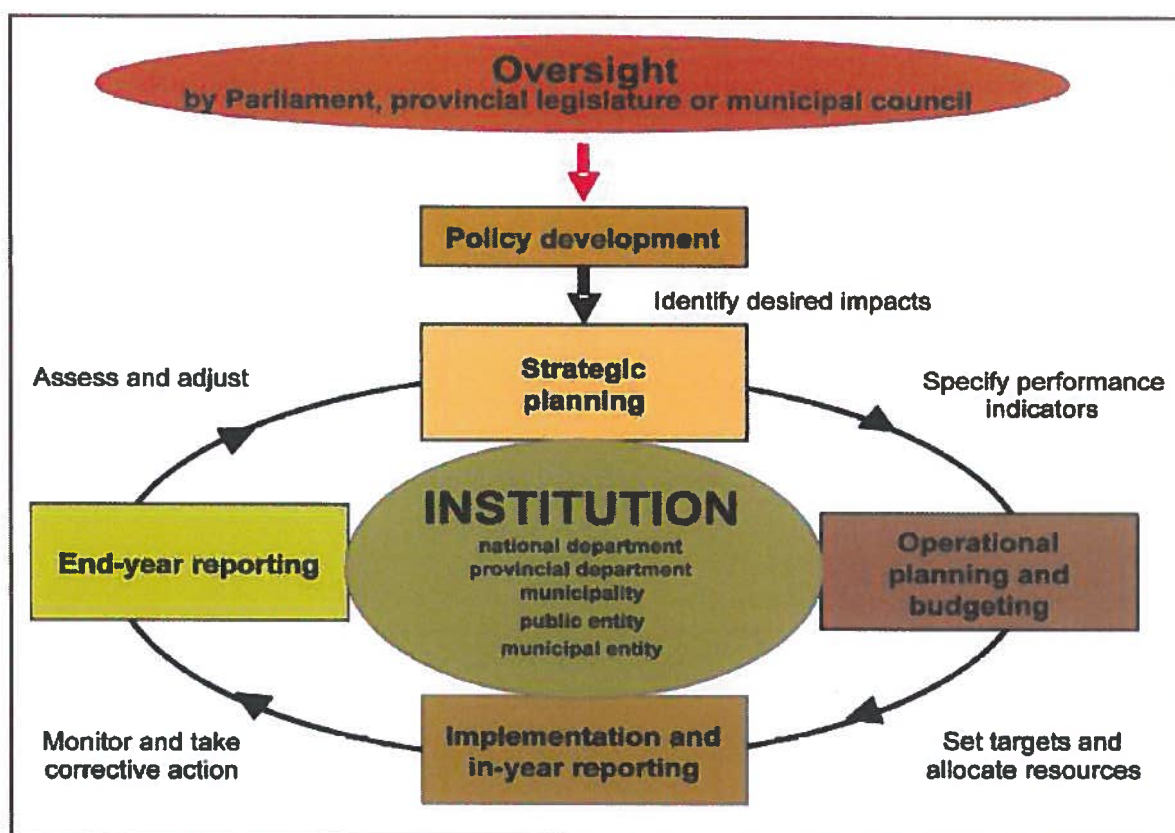 Oversight
by Parliament, provincial legislature or municipal council
Policy development
Identify desired impacts
Strategic
planning
Assess and adjust
Specify performance
indicators
INSTITUTION
national department
provincial department
municipality
public entity
municipal entity
End-year reporting
Operational
planning and
budgeting
Implementation and
in-year reporting
Monitor and take
corrective action
Set targets and
allocate resources